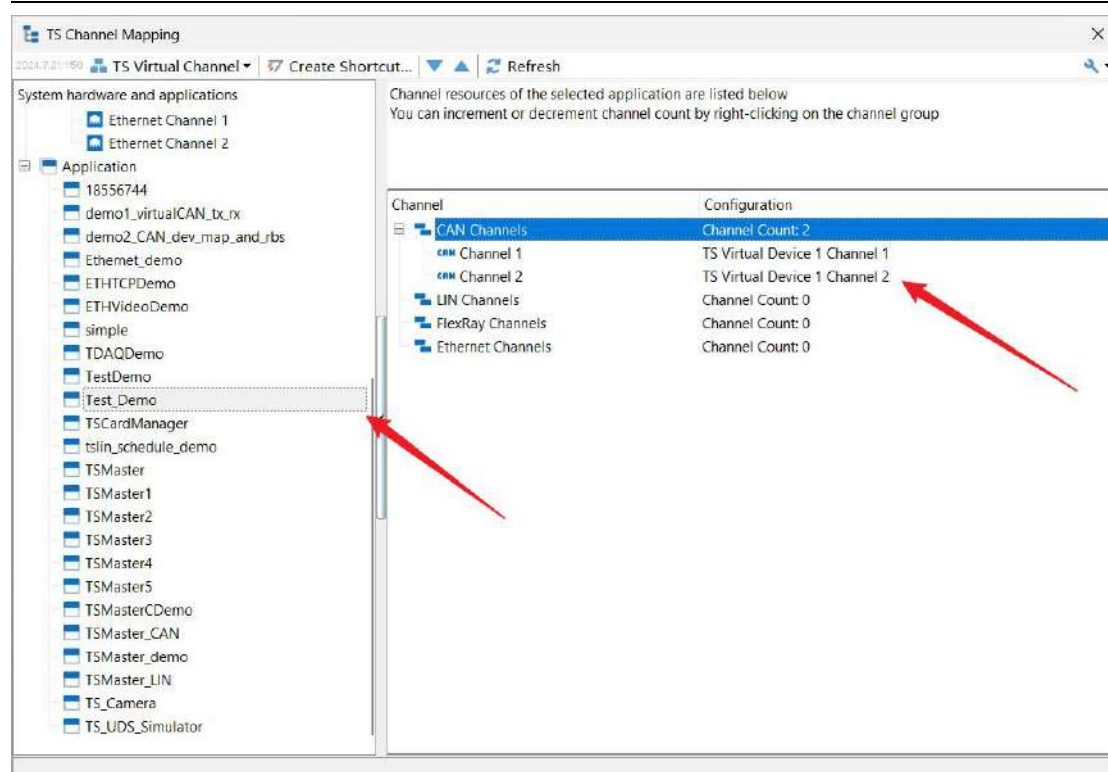 TS Channel Mapping
TS Virtual Channel
Create Shortcut...
Refresh
System hardware and applications
Ethernet Channel 1
Ethernet Channel 2
Application
18556744
demo1_virtualCAN_tx_rx
demo2_CAN_dev_map_and_rbs
Ethernet_demo
ETHTCPDemo
ETHVideoDemo
simple
TDAQDemo
TestDemo
Test_Demo
TSCardManager
tslin_schedule_demo
TSMaster
TSMaster1
TSMaster2
TSMaster3
TSMaster4
TSMaster5
TSMasterCDemo
TSMaster_CAN
TSMaster_demo
TSMaster_LIN
TS_Camera
TS_UDS_Simulator
Channel resources of the selected application are listed below
You can increment or decrement channel count by right-clicking on the channel group
Channel Configuration
CAN Channels Channel Count: 2
CAN Channel 1 TS Virtual Device 1 Channel 1
CAN Channel 2 TS Virtual Device 1 Channel 2
LIN Channels Channel Count: 0
FlexRay Channels Channel Count: 0
Ethernet Channels Channel Count: 0